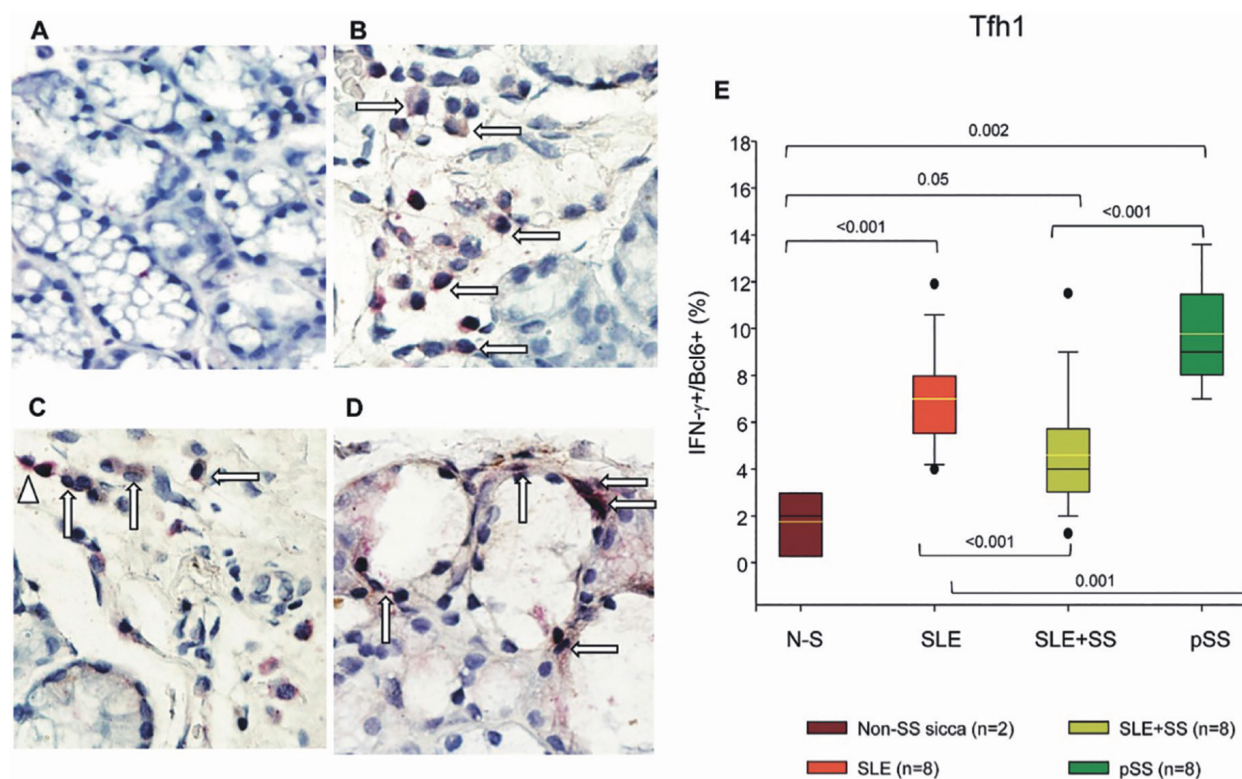 Tfh1
A
B
E
0.002
18
0.05
16
<0.001
<0.001
14
12
10
8
6
4
2
0
IFN-γ+/Bcl6+ (%)
C
D
<0.001
0.001
N-S
SLE
SLE+SS
pSS
Non-SS sicca (n=2)
SLE+SS (n=8)
SLE (n=8)
pSS (n=8)